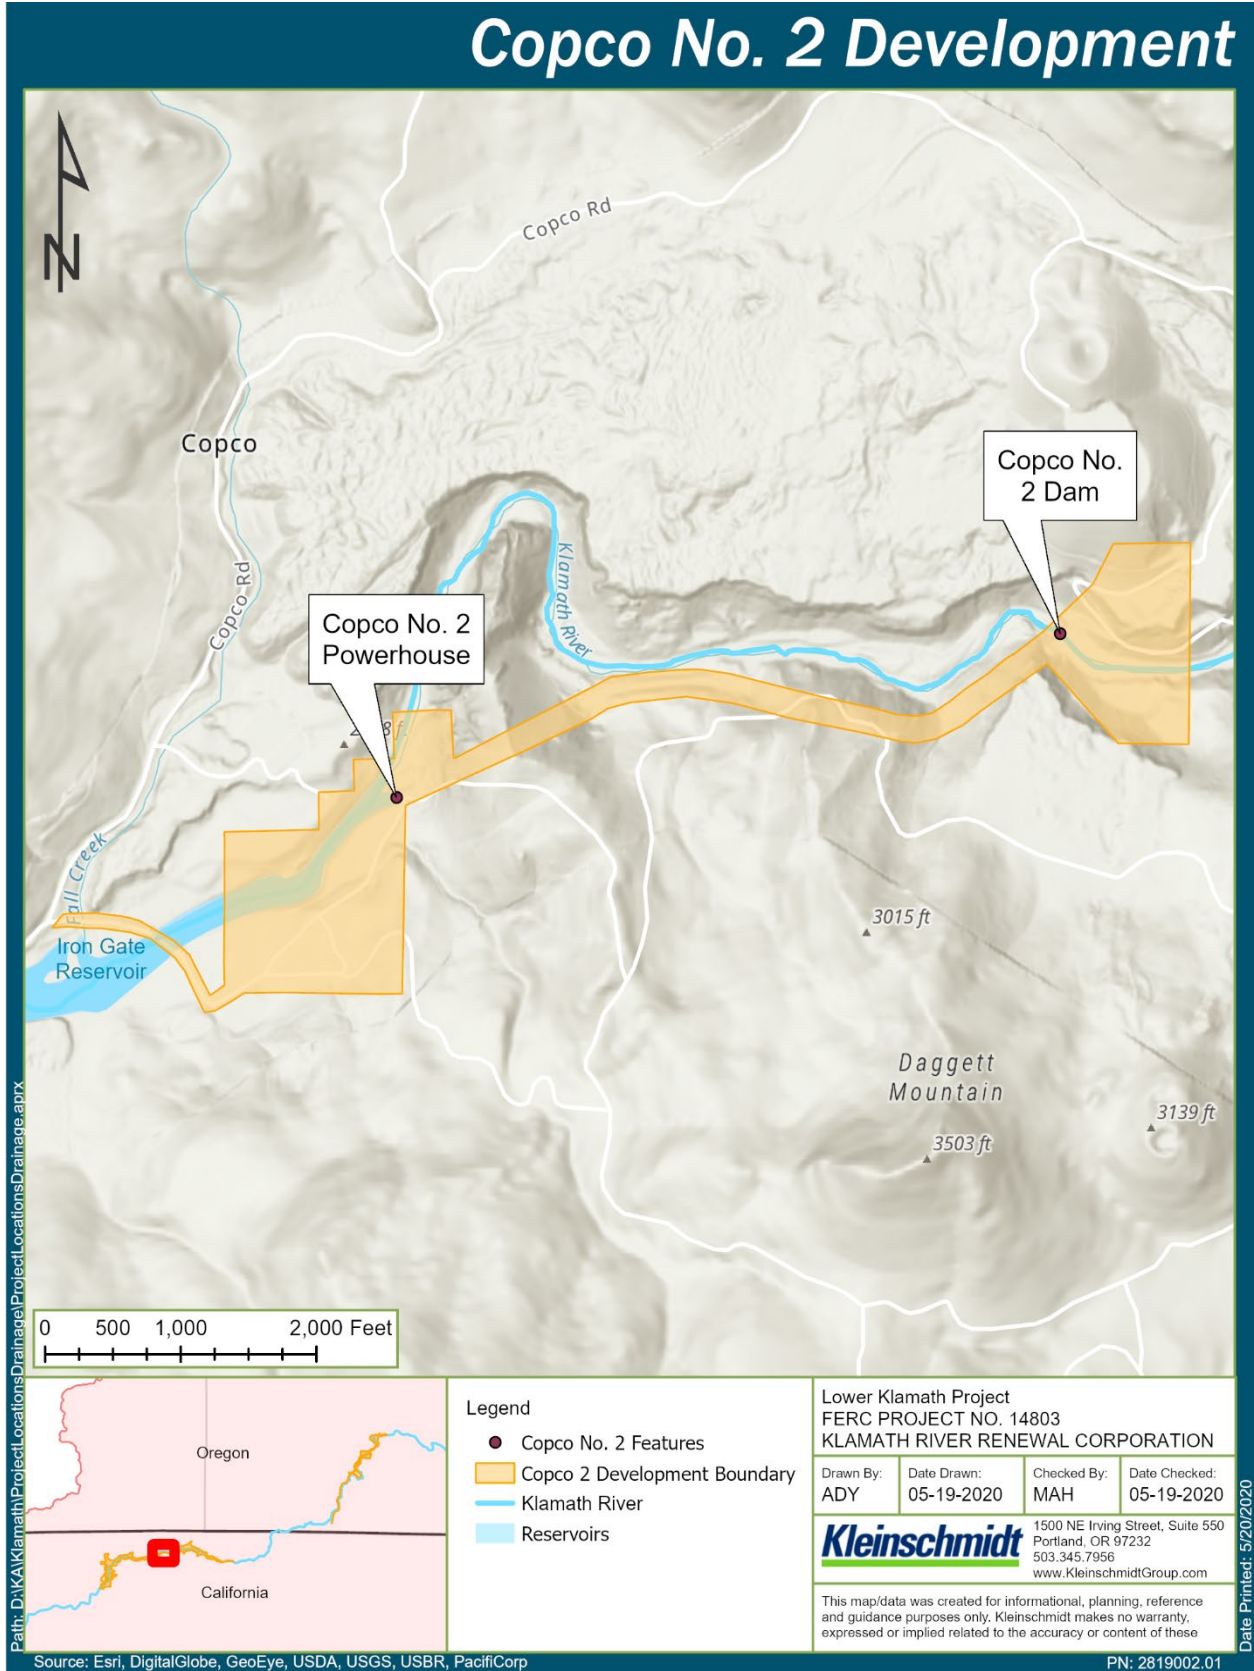 Copco No. 2 Development
N
Copco Rd
Copco
Copco No.
2 Dam
Klamath River
Copco Rd
Copco No. 2
Powerhouse
Fall Creek
Iron Gate
Reservoir
3015 ft
Daggett
Mountain
3139 ft
3503 ft
0 500 1,000 2,000 Feet
Oregon
California
Legend
Copco No. 2 Features
Copco 2 Development Boundary
Klamath River
Reservoirs
Lower Klamath Project
FERC PROJECT NO. 14803
KLAMATH RIVER RENEWAL CORPORATION
Drawn By:
ADY
Date Drawn:
05-19-2020
Checked By:
MAH
Date Checked:
05-19-2020
Kleinschmidt
1500 NE Irving Street, Suite 550
Portland, OR 97232
503.345.7956
www.KleinschmidtGroup.com
This map/data was created for informational, planning, reference
and guidance purposes only. Kleinschmidt makes no warranty,
expressed or implied related to the accuracy or content of these
Path: D:\KA\Klamath\ProjectLocationsDrainage\ProjectLocationsDrainage.aprx
Date Printed: 5/20/2020
Source: Esri, DigitalGlobe, GeoEye, USDA, USGS, USBR, PacifiCorp
PN: 2819002.01